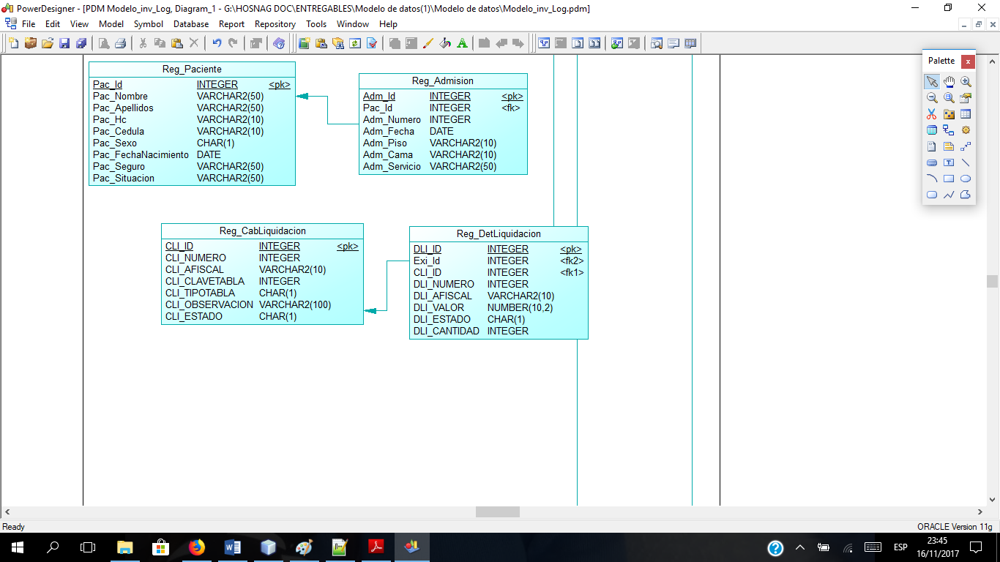 PowerDesigner - [PDM Modelo_inv_Log, Diagram_1 - G:\HOSNAG DOC\ENTREGABLES\Modelo de datos(1)\Modelo de datos\Modelo_inv_Log.pdm]
File Edit View Model Symbol Database Report Repository Tools Window Help
Palette
Reg_Paciente
Pac_Id INTEGER <pk>
Pac_Nombre VARCHAR2(50)
Pac_Apellidos VARCHAR2(50)
Pac_Hc VARCHAR2(10)
Pac_Cedula VARCHAR2(10)
Pac_Sexo CHAR(1)
Pac_FechaNacimiento DATE
Pac_Seguro VARCHAR2(50)
Pac_Situacion VARCHAR2(50)
Reg_Admision
Adm_Id INTEGER <pk>
Pac_Id INTEGER <fk>
Adm_Numero INTEGER
Adm_Fecha DATE
Adm_Piso VARCHAR2(10)
Adm_Cama VARCHAR2(10)
Adm_Servicio VARCHAR2(50)
Reg_CabLiquidacion
CLI_ID INTEGER <pk>
CLI_NUMERO INTEGER
CLI_AFISCAL VARCHAR2(10)
CLI_CLAVETABLA INTEGER
CLI_TIPOTABLA CHAR(1)
CLI_OBSERVACION VARCHAR2(100)
CLI_ESTADO CHAR(1)
Reg_DetLiquidacion
DLI_ID INTEGER <pk>
Exi_Id INTEGER <fk2>
CLI_ID INTEGER <fk1>
DLI_NUMERO INTEGER
DLI_AFISCAL VARCHAR2(10)
DLI_VALOR NUMBER(10,2)
DLI_ESTADO CHAR(1)
DLI_CANTIDAD INTEGER
Ready
ORACLE Version 11g
ESP
23:45
16/11/2017